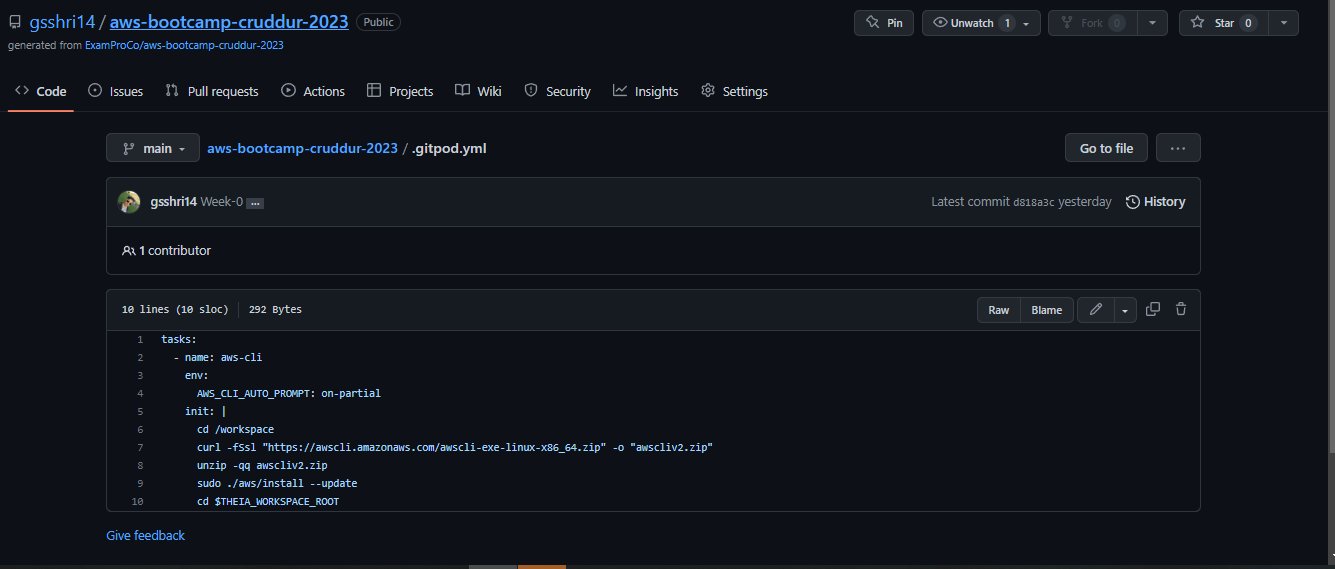 gsshri14 / aws-bootcamp-cruddur-2023 Public Pin Unwatch 1 Fork 0 Star 0
generated from ExamProCo/aws-bootcamp-cruddur-2023
Code Issues Pull requests Actions Projects Wiki Security Insights Settings
main aws-bootcamp-cruddur-2023 / .gitpod.yml Go to file ...
gsshri14 Week-0 ... Latest commit d818a3c yesterday History
1 contributor
10 lines (10 sloc) 292 Bytes Raw Blame
1 tasks:
2 - name: aws-cli
3 env:
4 AWS_CLI_AUTO_PROMPT: on-partial
5 init: |
6 cd /workspace
7 curl -fSsl "https://awscli.amazonaws.com/awscli-exe-linux-x86_64.zip" -o "awscliv2.zip"
8 unzip -qq awscliv2.zip
9 sudo ./aws/install --update
10 cd $THEIA_WORKSPACE_ROOT
Give feedback